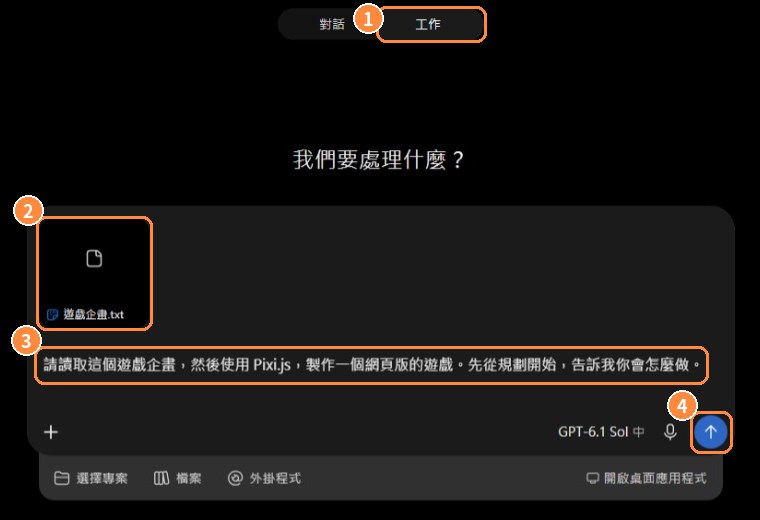 對話
1
工作
我們要處理什麼？
2
遊戲企畫.txt
3
請讀取這個遊戲企畫，然後使用 Pixi.js，製作一個網頁版的遊戲。先從規劃開始，告訴我你會怎麼做。
4
GPT-6.1 Sol 中
選擇專案 檔案 外掛程式 開啟桌面應用程式